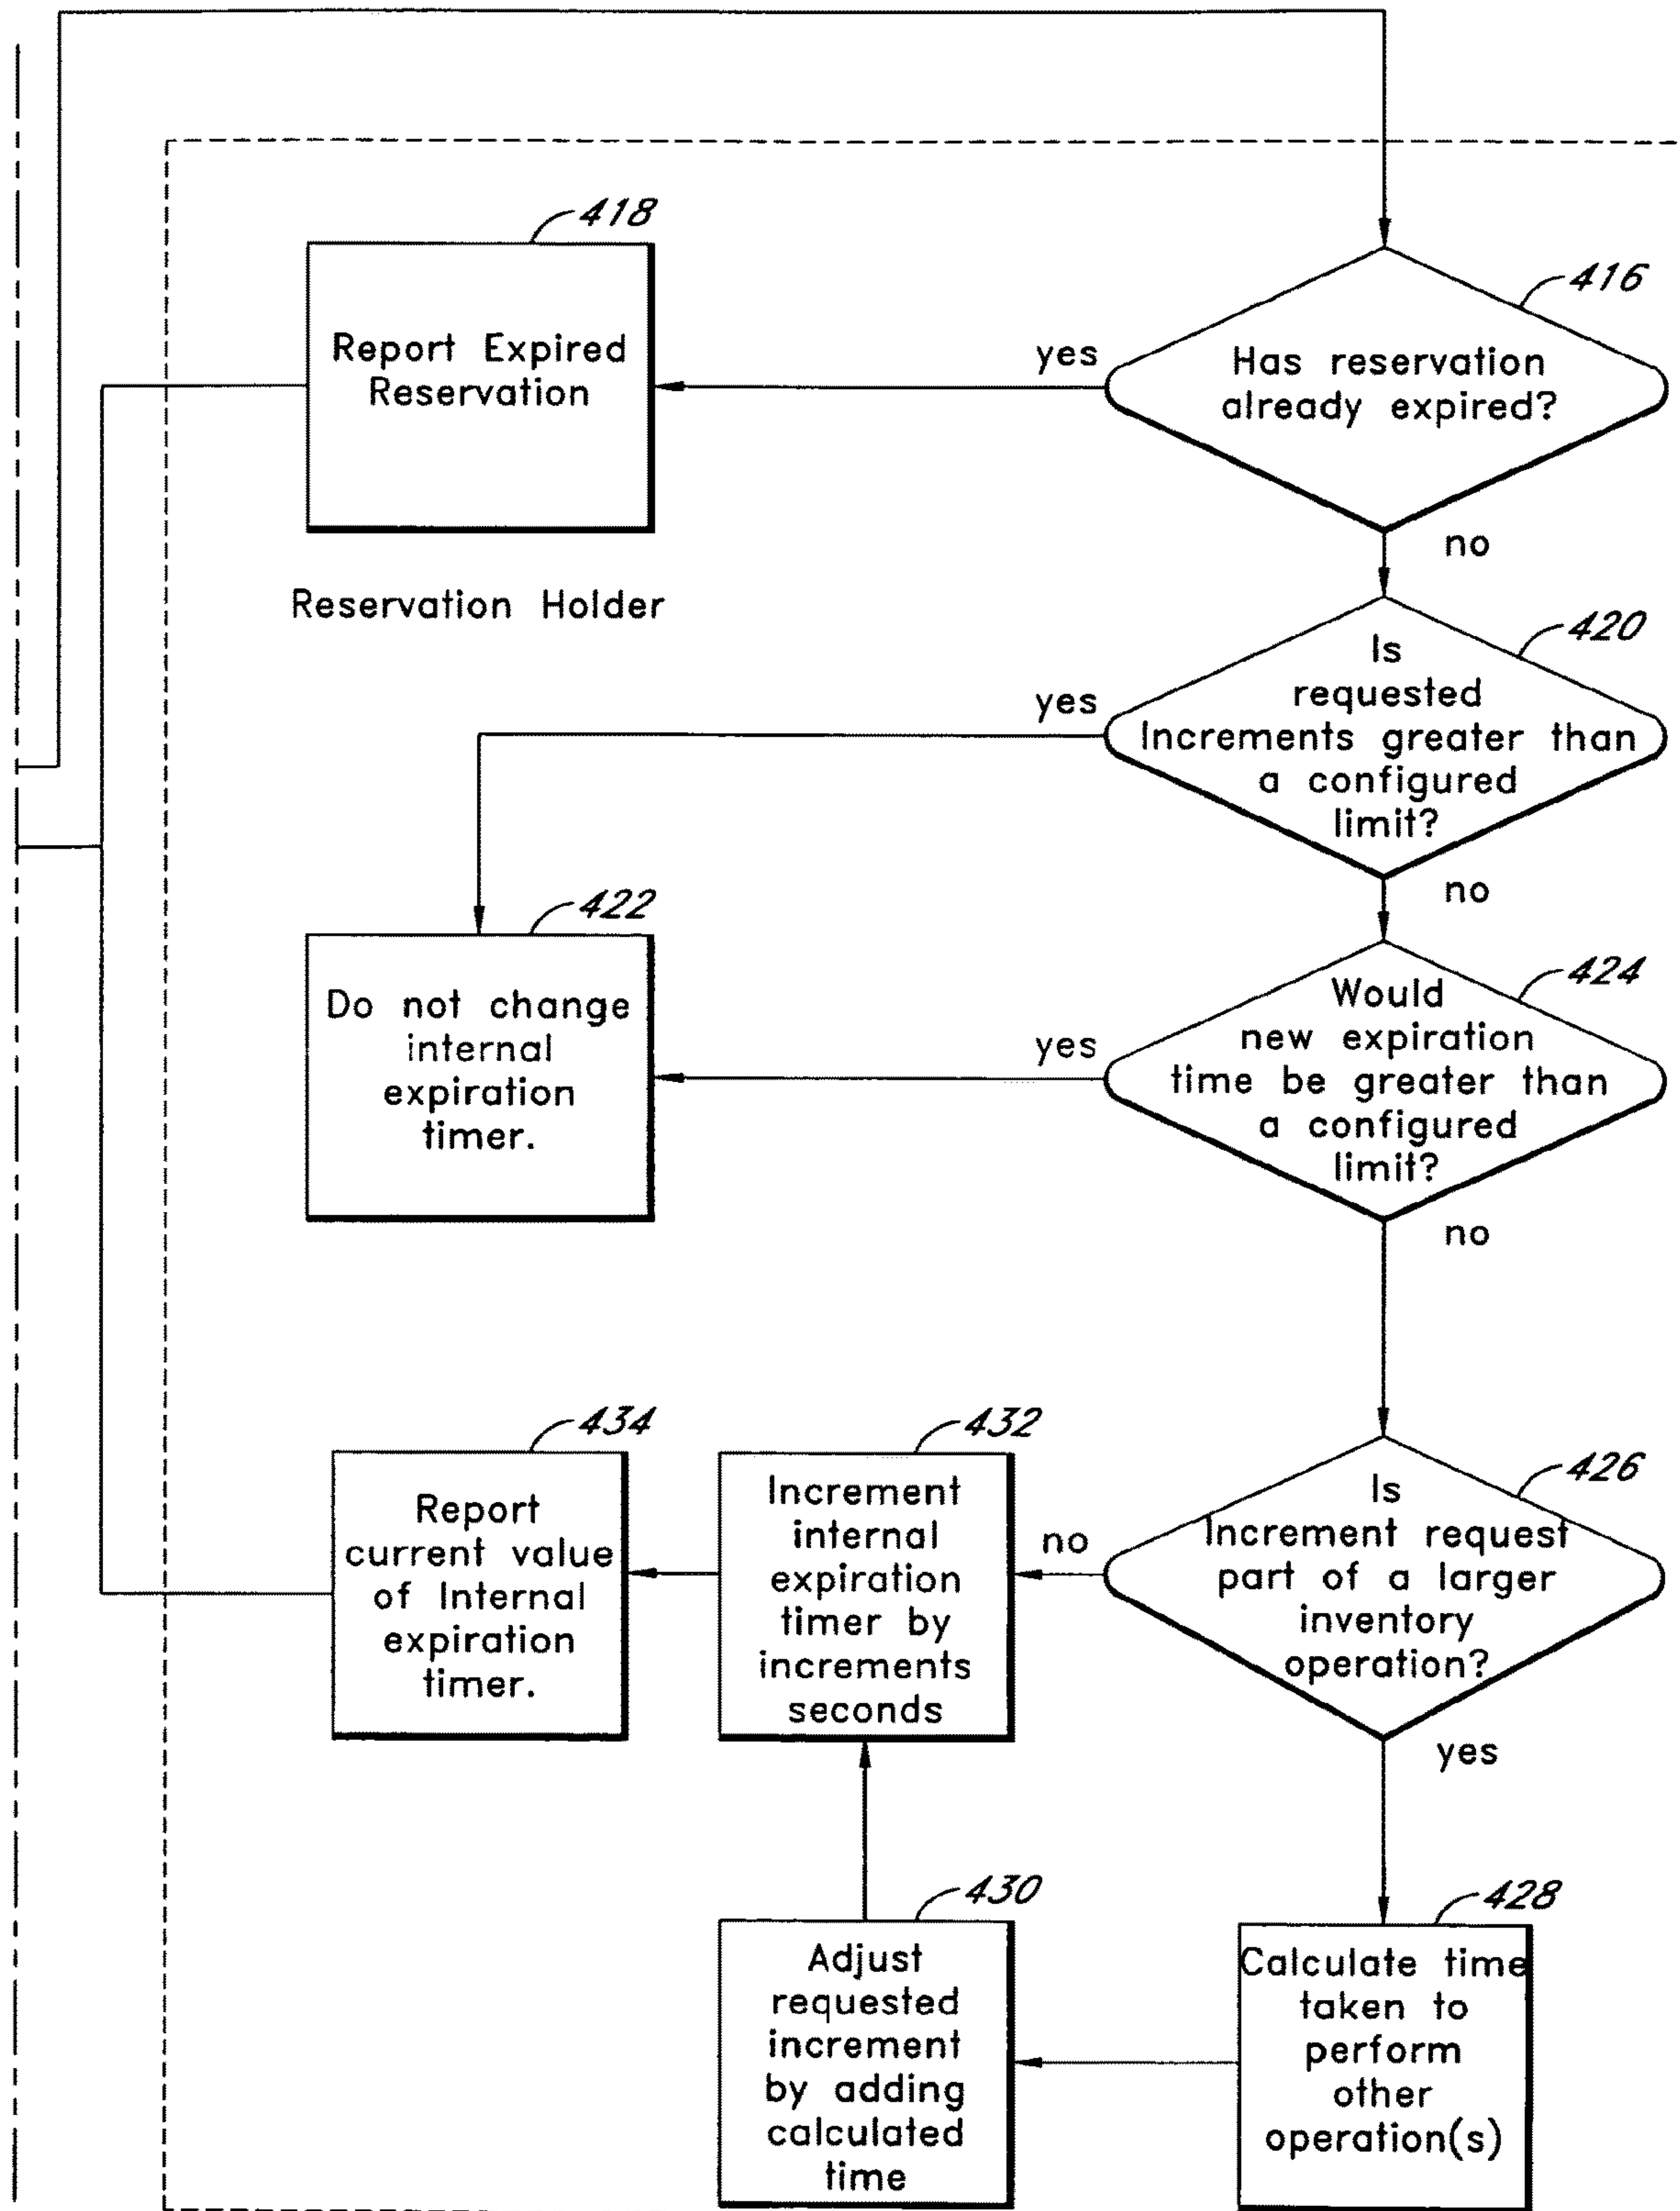 418
Report Expired
Reservation
416
Has reservation
already expired?
yes
no
Reservation Holder
420
Is
requested
Increments greater than
a configured
limit?
yes
no
422
Do not change
internal
expiration
timer.
424
Would
new expiration
time be greater than
a configured
limit?
yes
no
434
Report
current value
of Internal
expiration
timer.
432
Increment
internal
expiration
timer by
increments
seconds
no
426
Is
Increment request
part of a larger
inventory
operation?
yes
430
Adjust
requested
increment
by adding
calculated
time
428
Calculate time
taken to
perform
other
operation(s)